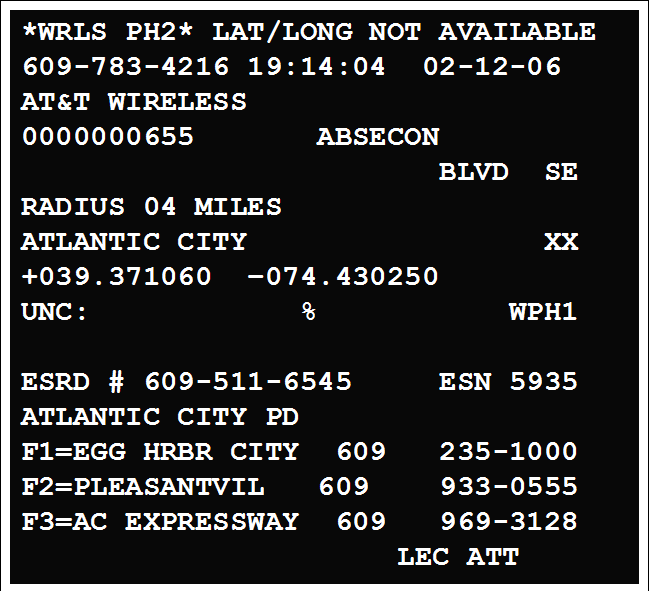 *WRLS PH2* LAT/LONG NOT AVAILABLE
609-783-4216 19:14:04 02-12-06
AT&T WIRELESS
0000000655 ABSECON
BLVD SE
RADIUS 04 MILES
ATLANTIC CITY XX
+039.371060 -074.430250
UNC: % WPH1
ESRD # 609-511-6545 ESN 5935
ATLANTIC CITY PD
F1=EGG HRBR CITY 609 235-1000
F2=PLEASANTVIL 609 933-0555
F3=AC EXPRESSWAY 609 969-3128
LEC ATT